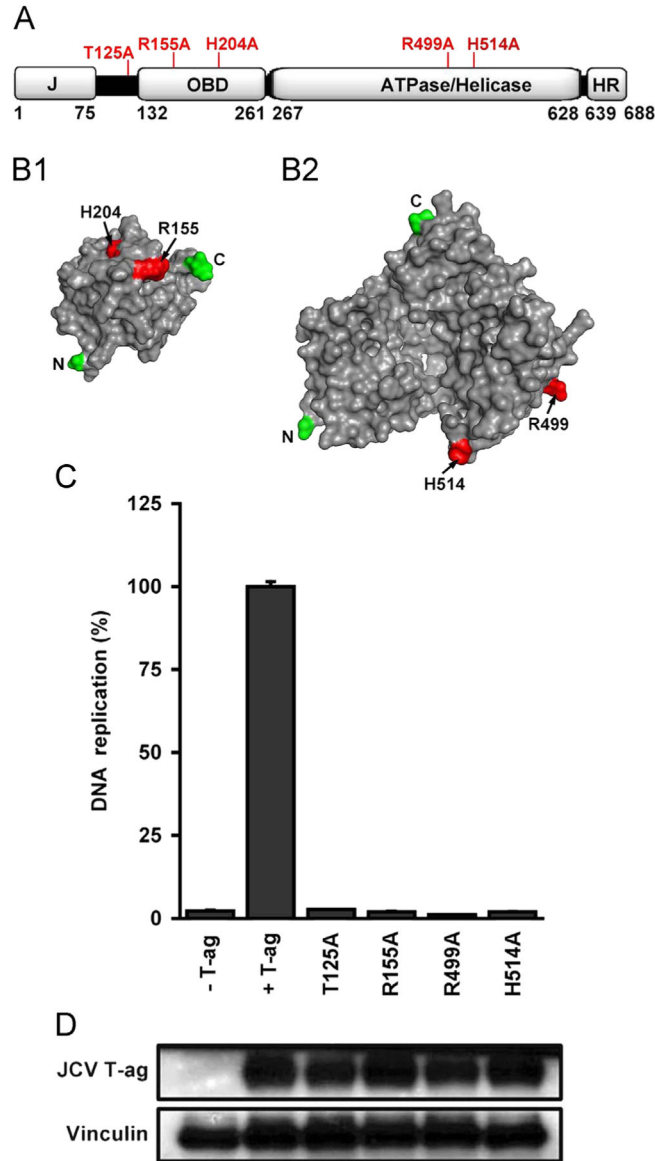 A
T125A R155A H204A R499A H514A
J OBD ATPase/Helicase HR
1 75 132 261 267 628 639 688
B1 B2
H204 R155 C N
C N R499 H514
C
DNA replication (%)
125
100
75
50
25
0
- T-ag + T-ag T125A R155A R499A H514A
D
JCV T-ag
Vinculin